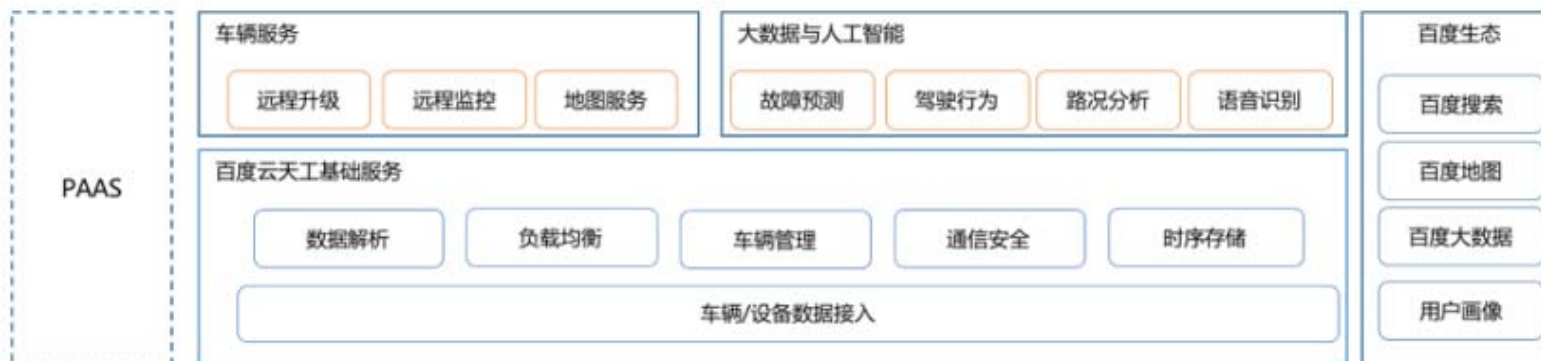 PAAS
车辆服务
远程升级
远程监控
地图服务
大数据与人工智能
故障预测
驾驶行为
路况分析
语音识别
百度云天工基础服务
数据解析
负载均衡
车辆管理
通信安全
时序存储
车辆/设备数据接入
百度生态
百度搜索
百度地图
百度大数据
用户画像